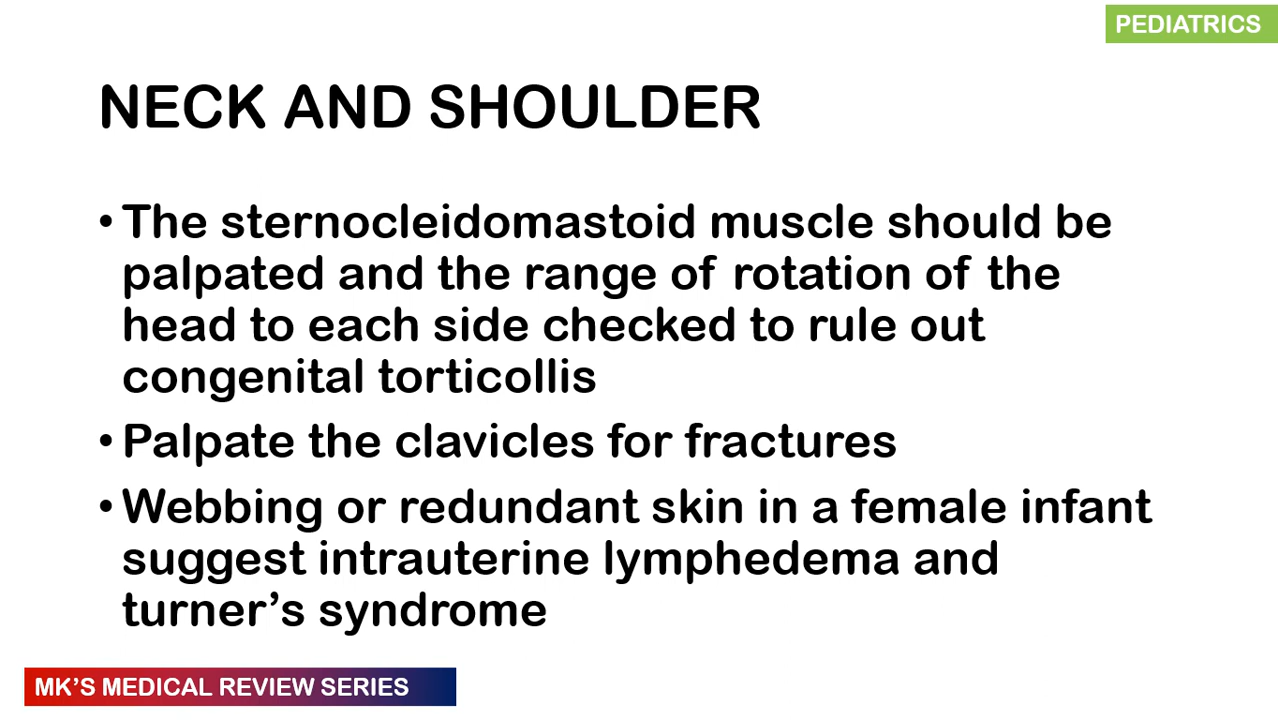 PEDIATRICS
NECK AND SHOULDER
• The sternocleidomastoid muscle should be
palpated and the range of rotation of the
head to each side checked to rule out
congenital torticollis
• Palpate the clavicles for fractures
• Webbing or redundant skin in a female infant
suggest intrauterine lymphedema and
turner’s syndrome
MK’S MEDICAL REVIEW SERIES